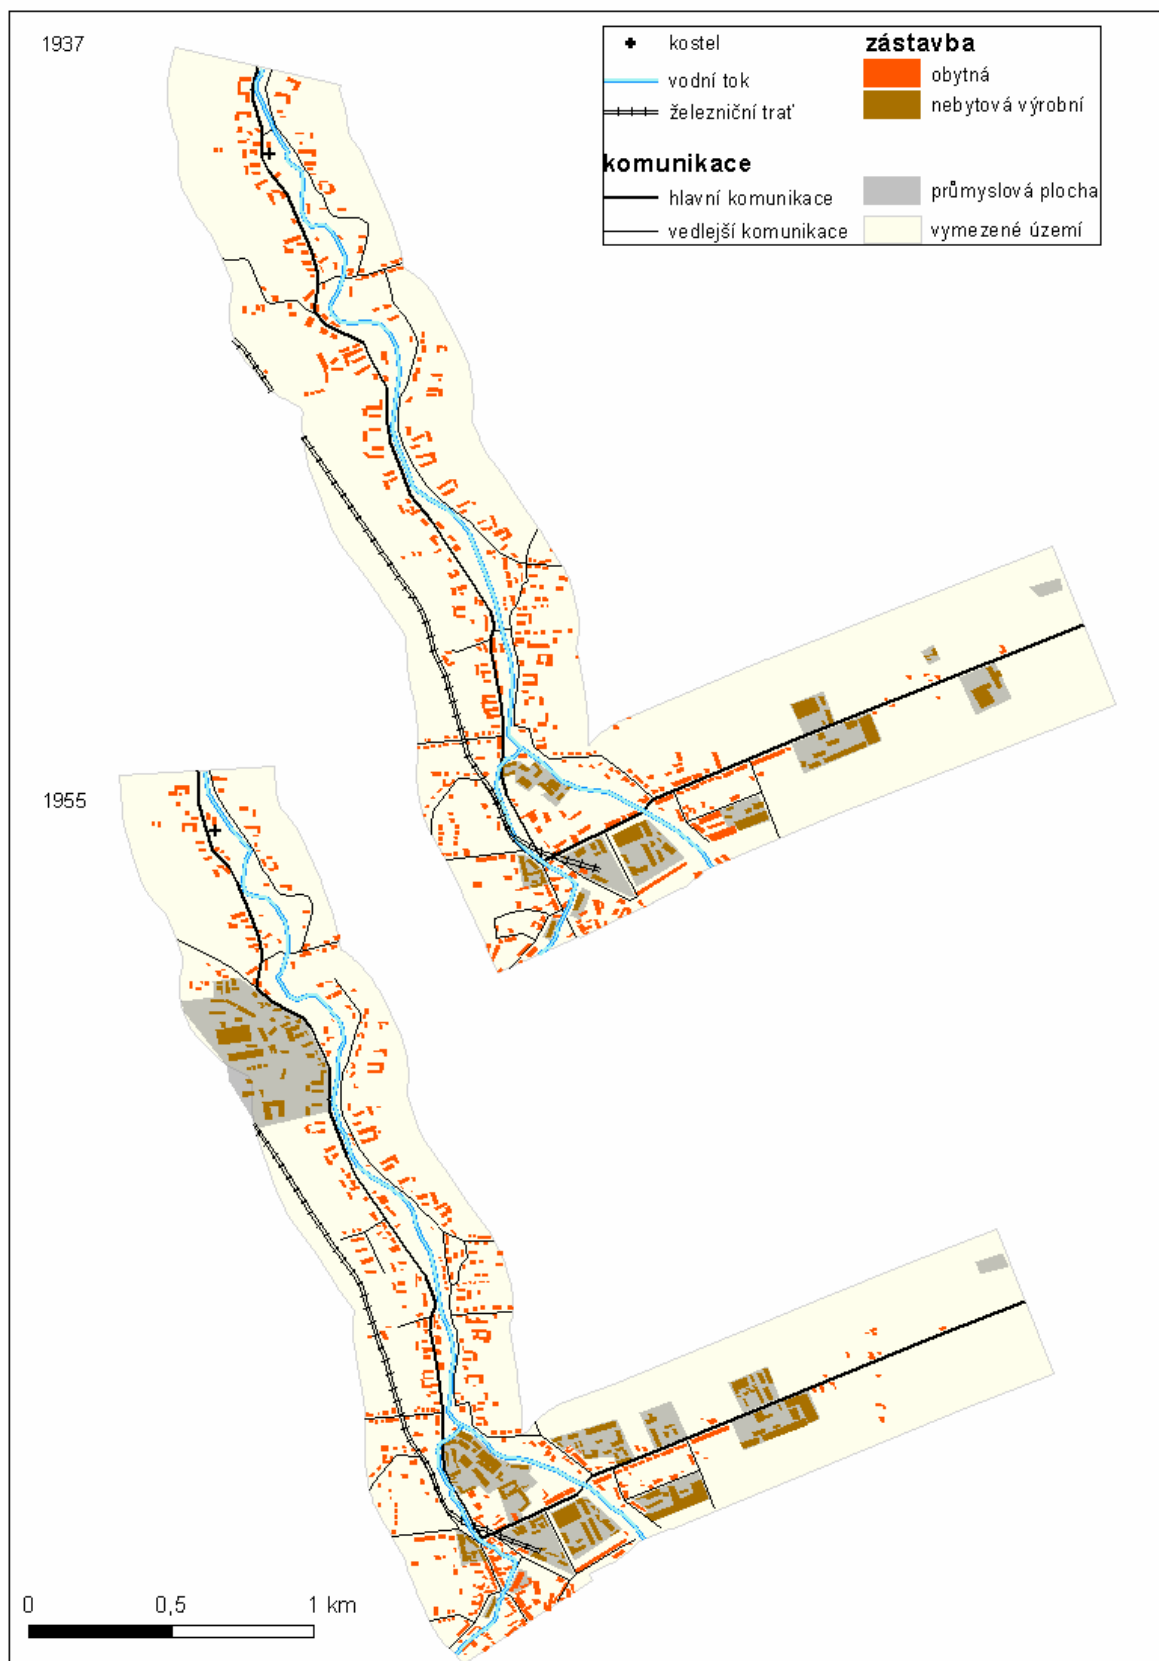 1937
kostel
vodní tok
železniční trať
komunikace
hlavní komunikace
vedlejší komunikace
zástavba
obytná
nebytová výrobní
průmyslová plocha
vymezené území
1955
0 0,5 1 km